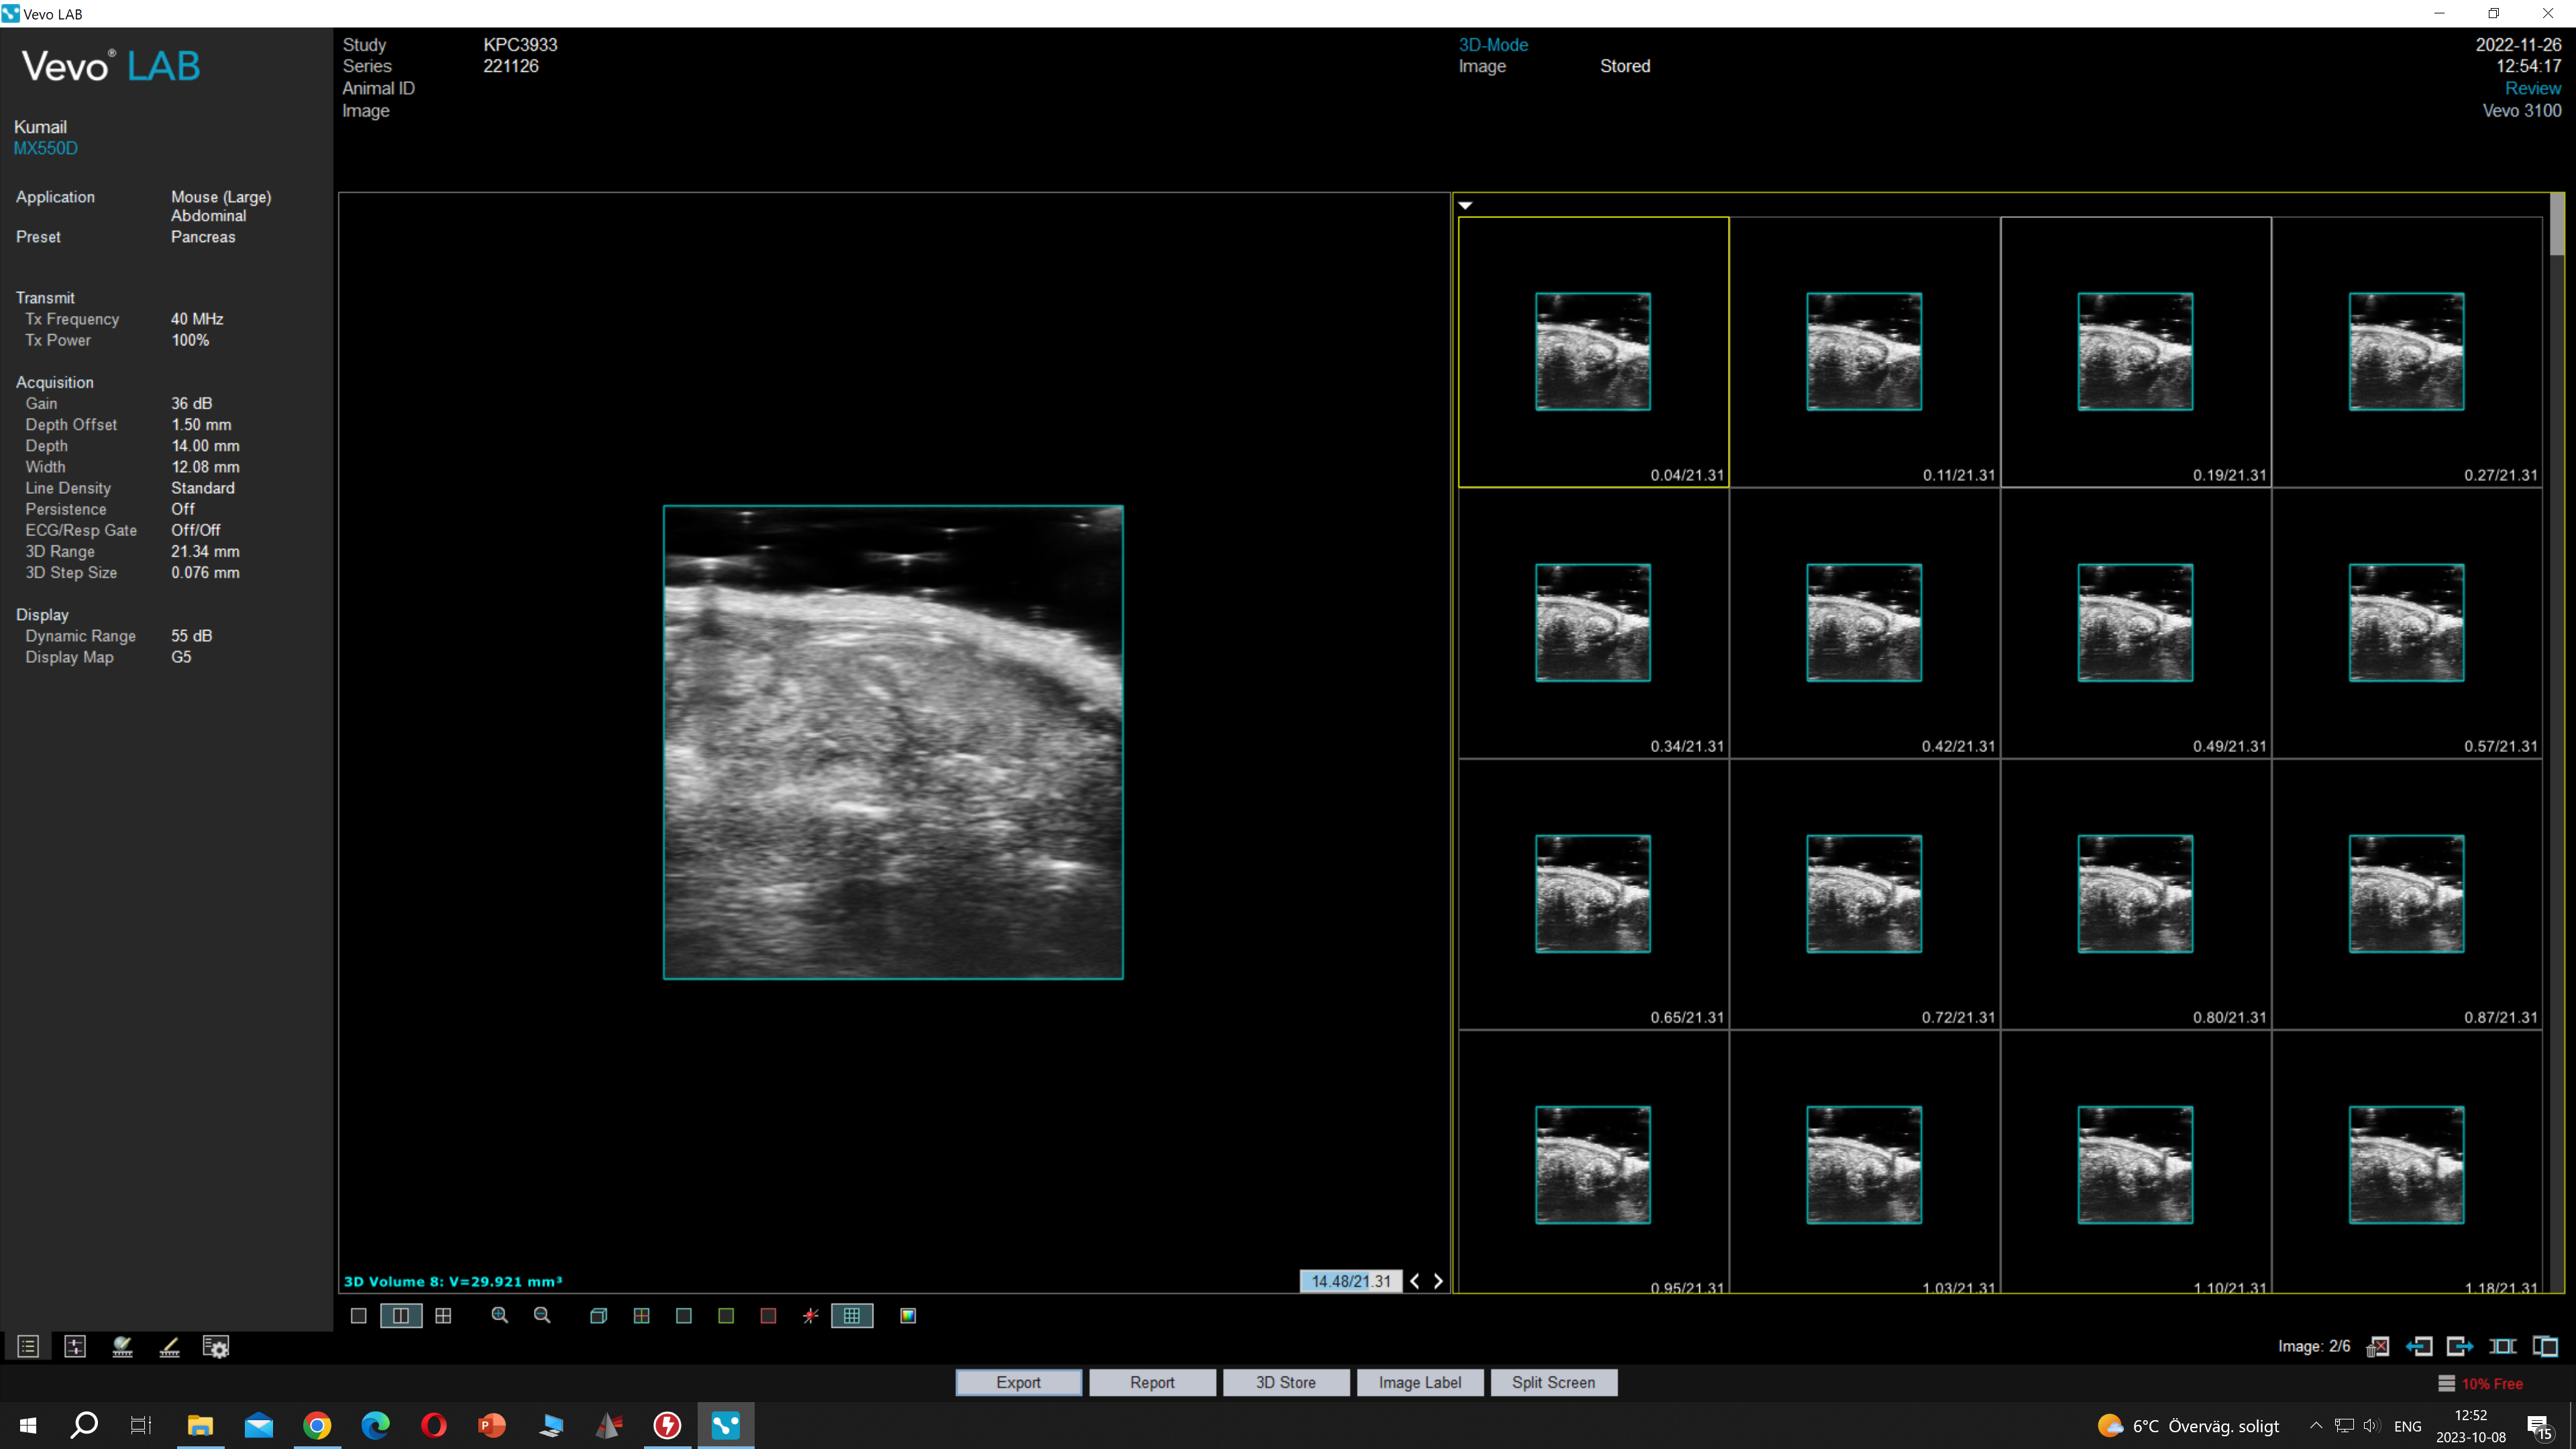 Vevo LAB
Vevo® LAB
Kumail
MX550D
Application Mouse (Large)
Abdominal
Preset Pancreas
Transmit
Tx Frequency 40 MHz
Tx Power 100%
Acquisition
Gain 36 dB
Depth Offset 1.50 mm
Depth 14.00 mm
Width 12.08 mm
Line Density Standard
Persistence Off
ECG/Resp Gate Off/Off
3D Range 21.34 mm
3D Step Size 0.076 mm
Display
Dynamic Range 55 dB
Display Map G5
Study KPC3933
Series 221126
Animal ID
Image
3D-Mode
Image Stored
2022-11-26
12:54:17
Review
Vevo 3100
0.04/21.31 0.11/21.31 0.19/21.31 0.27/21.31
0.34/21.31 0.42/21.31 0.49/21.31 0.57/21.31
0.65/21.31 0.72/21.31 0.80/21.31 0.87/21.31
0.95/21.31 1.03/21.31 1.10/21.31 1.18/21.31
3D Volume 8: V=29.921 mm³
14.48/21.31
Image: 2/6
Export Report 3D Store Image Label Split Screen
10% Free
P
6°C Överväg. soligt
ENG
12:52
2023-10-08
15